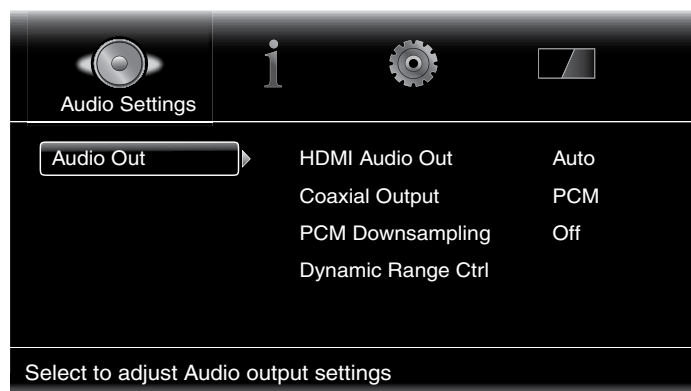 Audio Settings
Audio Out
HDMI Audio Out Auto
Coaxial Output PCM
PCM Downsampling Off
Dynamic Range Ctrl
Select to adjust Audio output settings